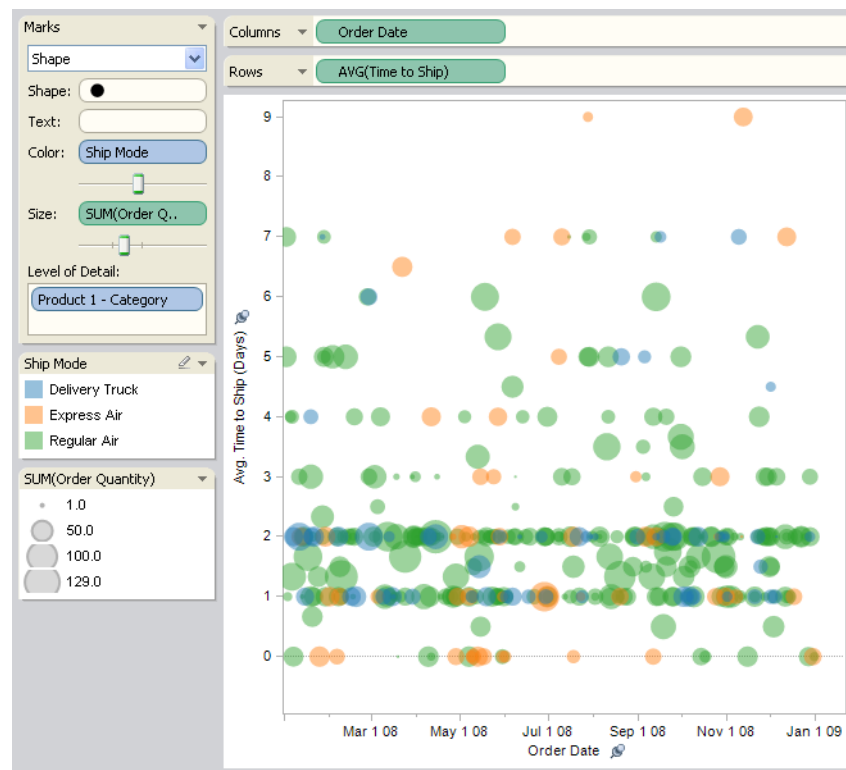 Marks
Shape
Shape:
Text:
Color: Ship Mode
Size: SUM(Order Q..
Level of Detail:
Product 1 - Category
Ship Mode
Delivery Truck
Express Air
Regular Air
SUM(Order Quantity)
1.0
50.0
100.0
129.0
Columns Order Date
Rows AVG(Time to Ship)
Avg. Time to Ship (Days)
9
8
7
6
5
4
3
2
1
0
Mar 1 08 May 1 08 Jul 1 08 Sep 1 08 Nov 1 08 Jan 1 09
Order Date